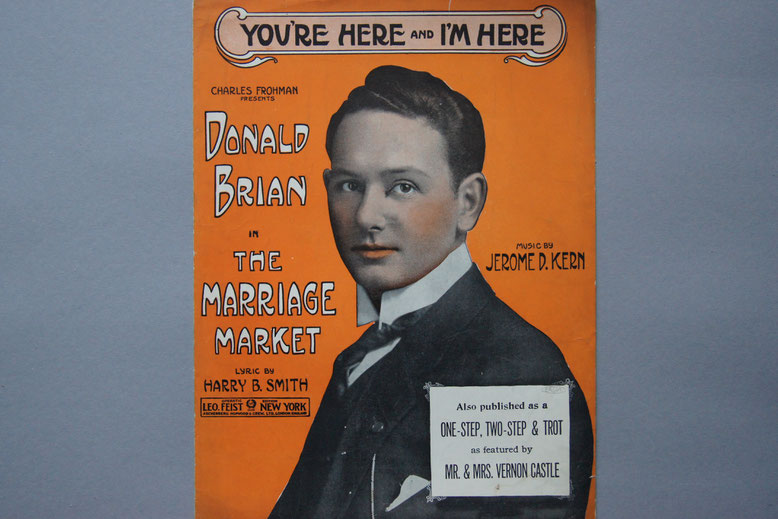 YOU'RE HERE AND I'M HERE
CHARLES FROHMAN
PRESENTS
DONALD
BRIAN
IN
THE
MARRIAGE
MARKET
LYRIC BY
HARRY B. SMITH
MUSIC BY
JEROME D. KERN
OPERATIC EDITION
LEO. FEIST NEW YORK
Also published as a
ONE-STEP, TWO-STEP & TROT
as featured by
MR. & MRS. VERNON CASTLE